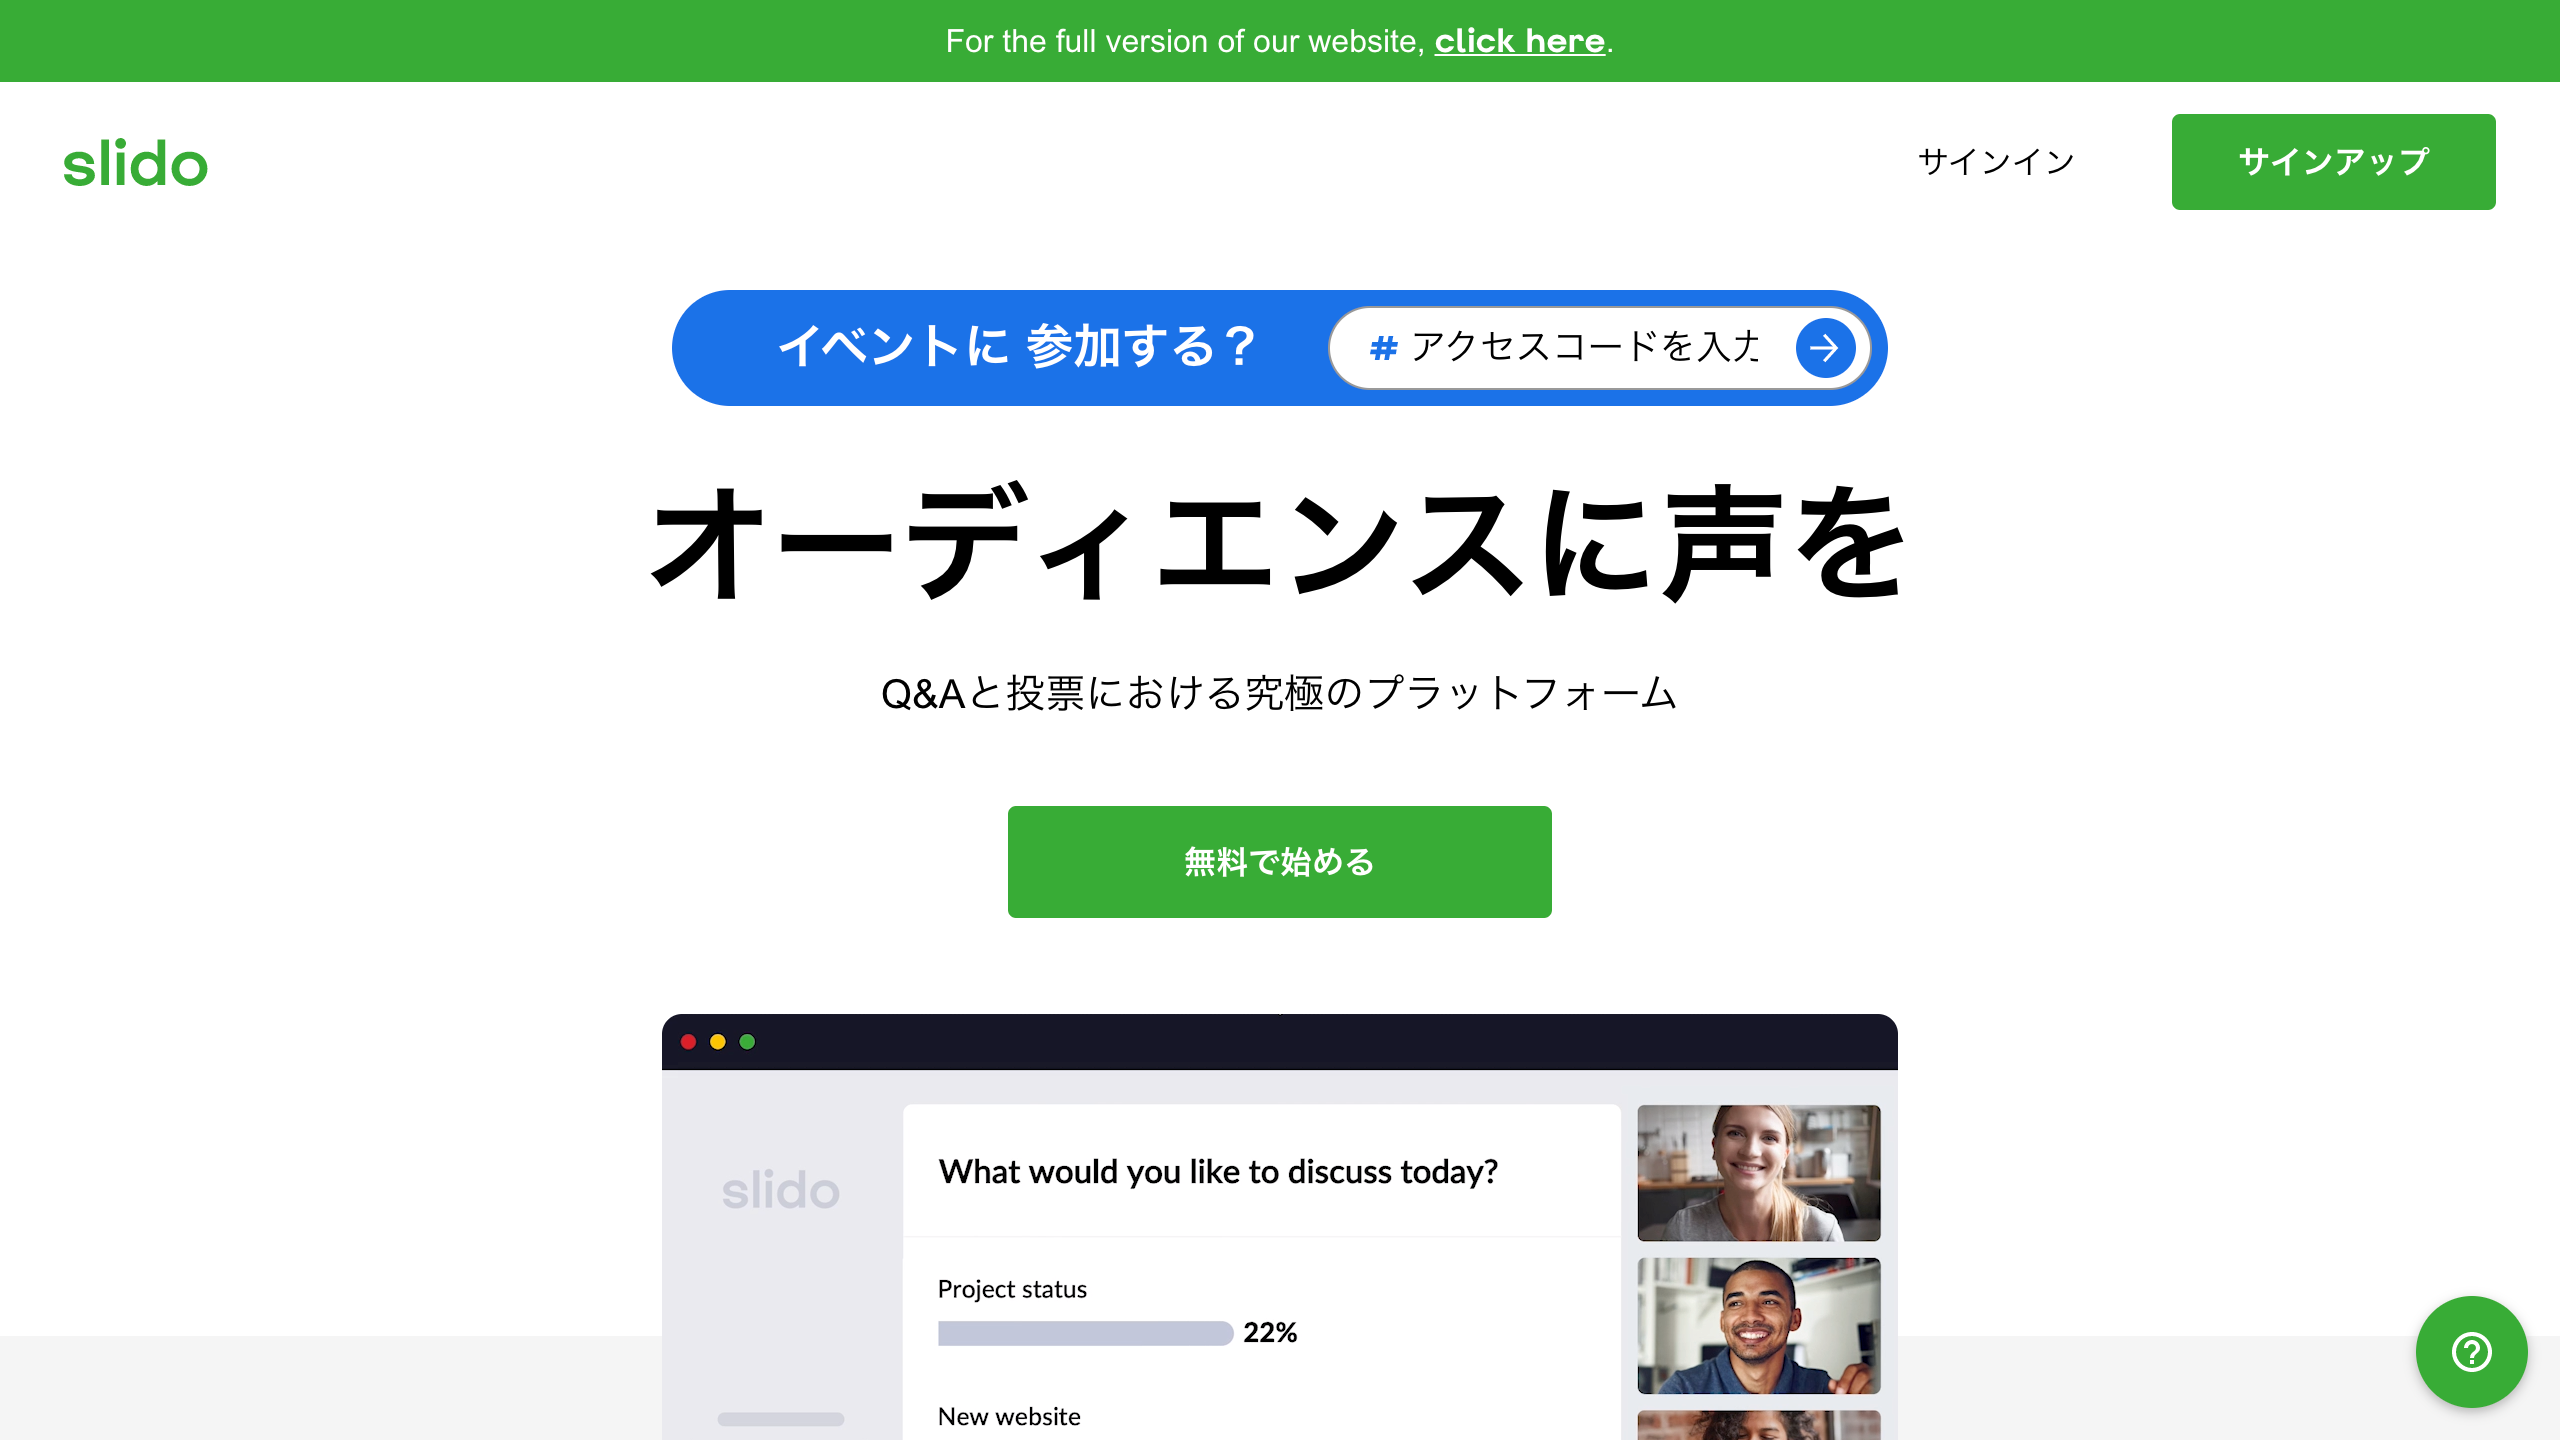 For the full version of our website, click here.
slido
サインイン
サインアップ
イベントに 参加する？
# アクセスコードを入力
オーディエンスに声を
Q&Aと投票における究極のプラットフォーム
無料で始める
slido
What would you like to discuss today?
Project status
22%
New website